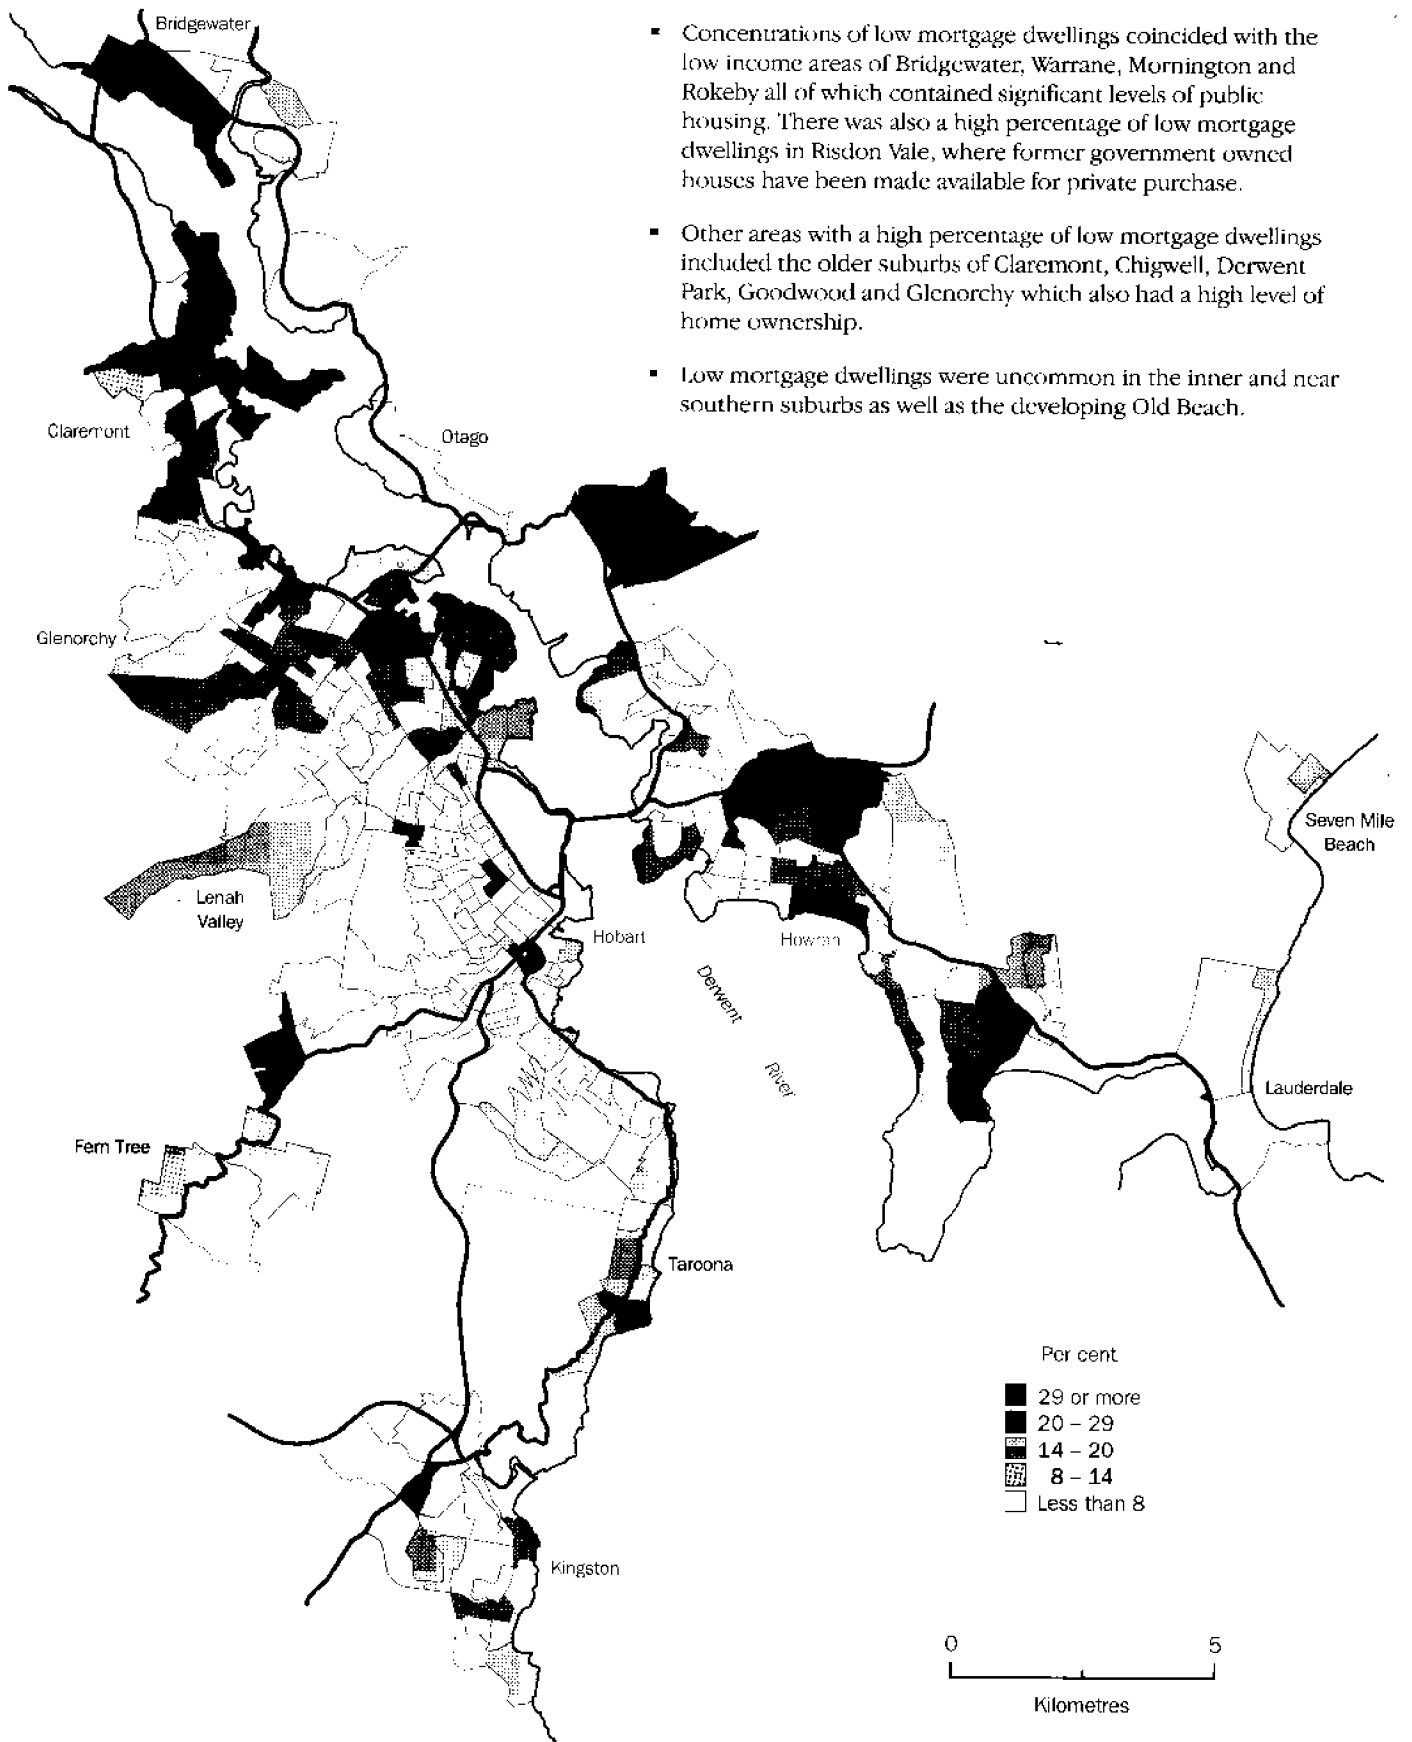 Bridgewater
▪ Concentrations of low mortgage dwellings coincided with the
low income areas of Bridgewater, Warrane, Mornington and
Rokeby all of which contained significant levels of public
housing. There was also a high percentage of low mortgage
dwellings in Risdon Vale, where former government owned
houses have been made available for private purchase.
▪ Other areas with a high percentage of low mortgage dwellings
included the older suburbs of Claremont, Chigwell, Derwent
Park, Goodwood and Glenorchy which also had a high level of
home ownership.
▪ Low mortgage dwellings were uncommon in the inner and near
southern suburbs as well as the developing Old Beach.
Claremont
Otago
Glenorchy
Seven Mile
Beach
Lenah
Valley
Hobart
Howrah
Derwent
River
Lauderdale
Fern Tree
Taroona
Per cent
29 or more
20 – 29
14 – 20
8 – 14
Less than 8
Kingston
0 5
Kilometres